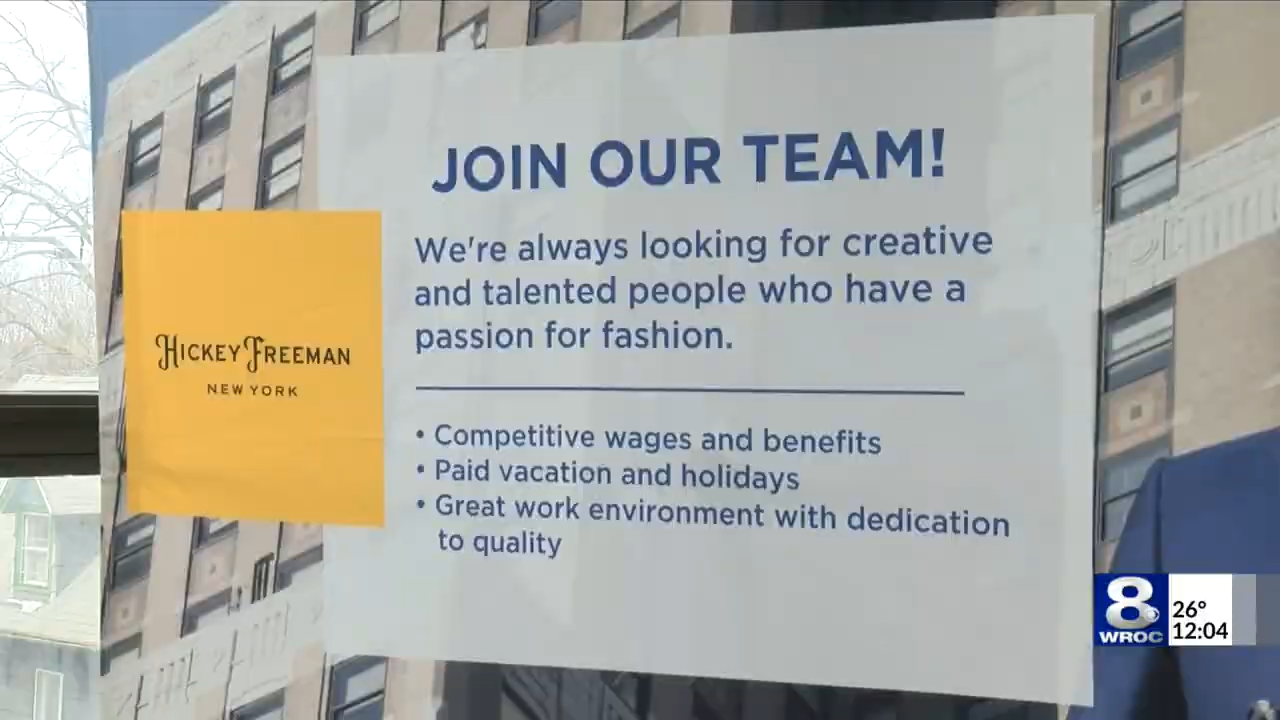 JOIN OUR TEAM!
We're always looking for creative
and talented people who have a
passion for fashion.
HICKEY FREEMAN
NEW YORK
• Competitive wages and benefits
• Paid vacation and holidays
• Great work environment with dedication
to quality
8
WROC
26°
12:04